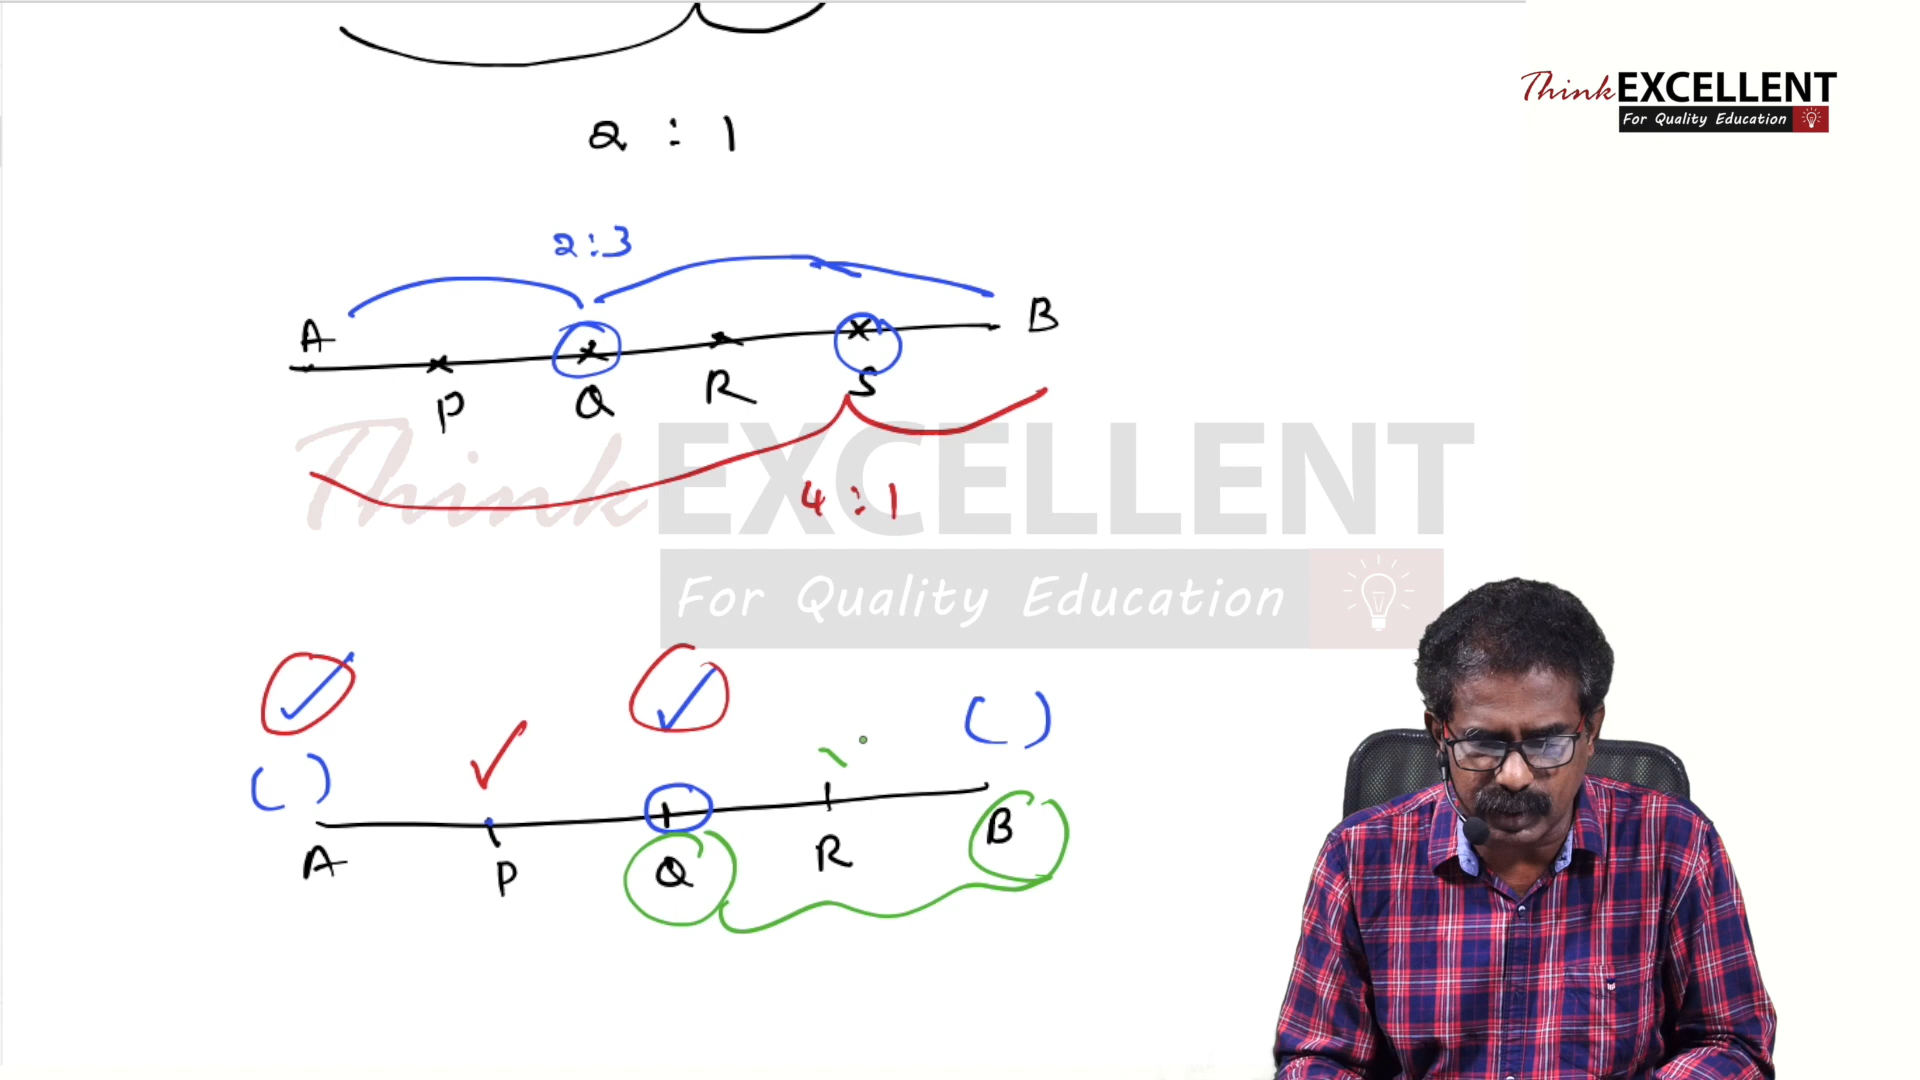 Think EXCELLENT
For Quality Education
2 : 1
2 : 3
A B
P Q R S
4 : 1
Think EXCELLENT
For Quality Education
( ) ( )
A P Q R B